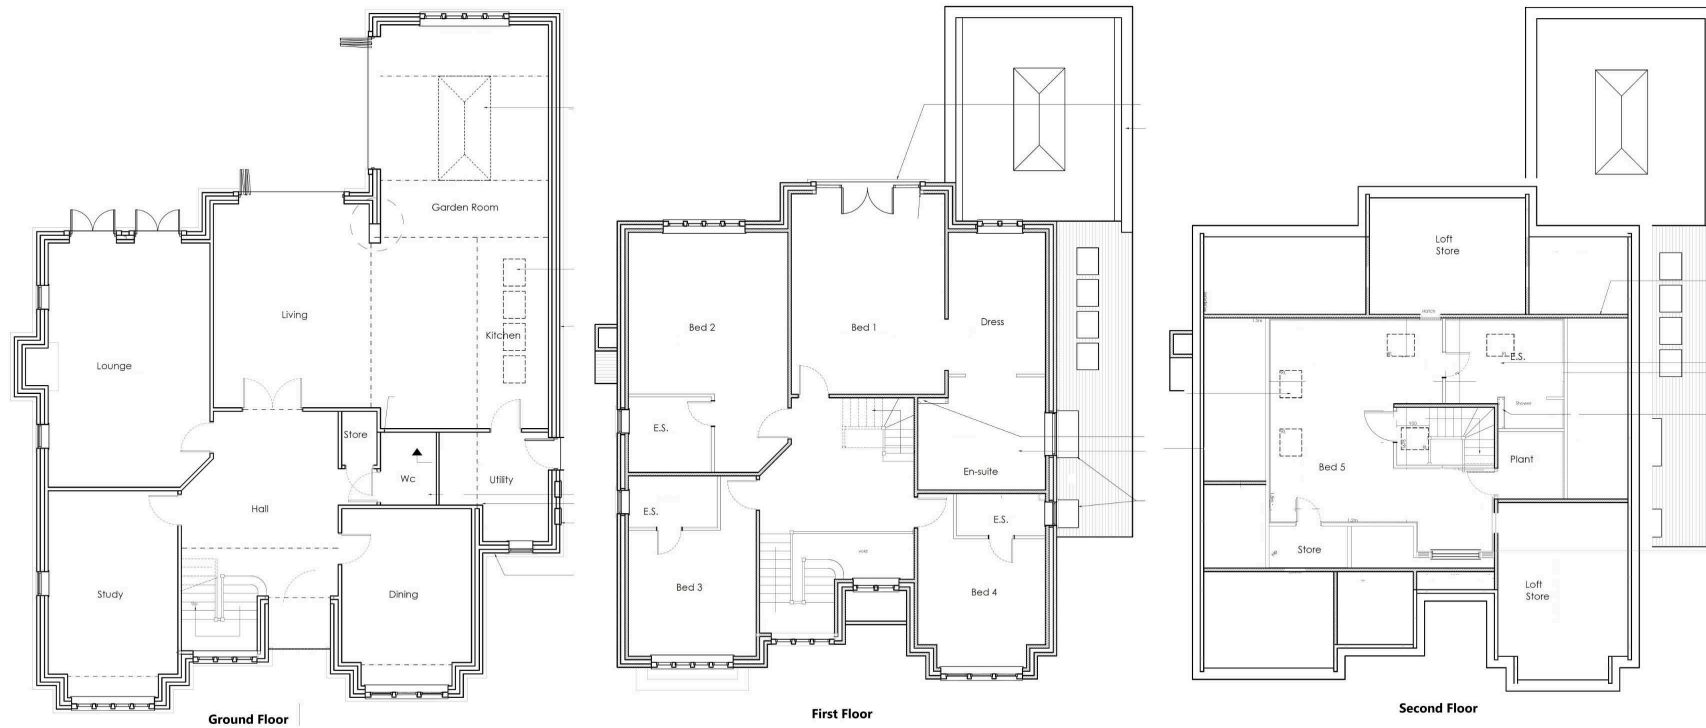 Garden Room
Living
Kitchen
Lounge
Store
Wc
Utility
Hall
Study
Dining
Ground Floor
Bed 2
Bed 1
Dress
E.S.
En-suite
E.S.
E.S.
Bed 3
Bed 4
First Floor
Loft
Store
E.S.
Shower
Bed 5
Plant
Store
Loft
Store
Second Floor